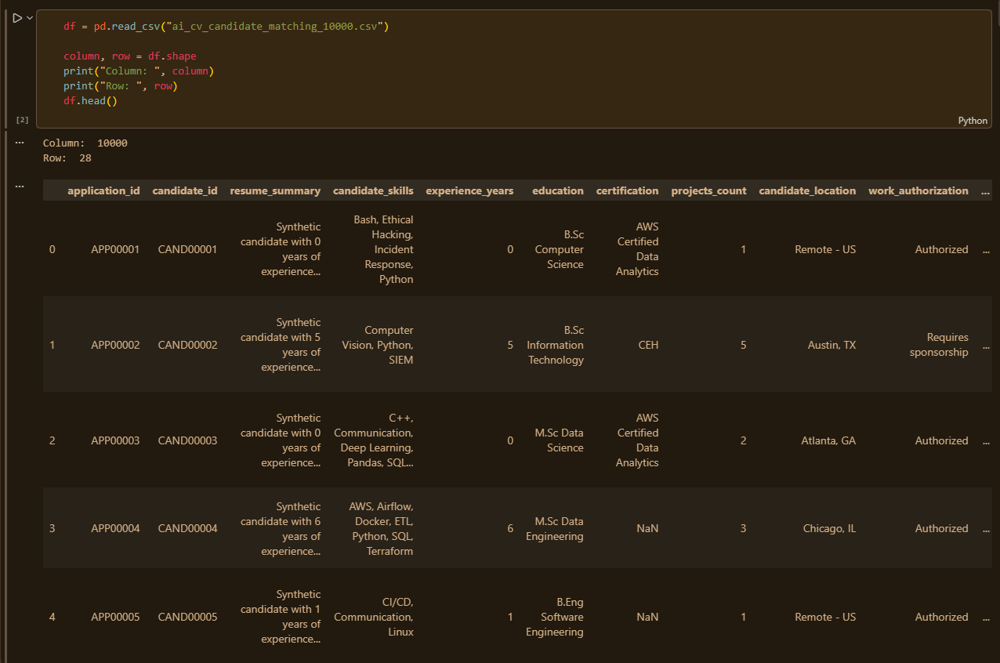 df = pd.read_csv("ai_cv_candidate_matching_10000.csv")
column, row = df.shape
print("Column: ", column)
print("Row: ", row)
df.head()
[2]
Python
...
Column:  10000
Row:  28
...
application_id candidate_id resume_summary candidate_skills experience_years education certification projects_count candidate_location work_authorization ...
0 APP00001 CAND00001 Synthetic candidate with 0 years of experience... Bash, Ethical Hacking, Incident Response, Python 0 B.Sc Computer Science AWS Certified Data Analytics 1 Remote - US Authorized ...
1 APP00002 CAND00002 Synthetic candidate with 5 years of experience... Computer Vision, Python, SIEM 5 B.Sc Information Technology CEH 5 Austin, TX Requires sponsorship ...
2 APP00003 CAND00003 Synthetic candidate with 0 years of experience... C++, Communication, Deep Learning, Pandas, SQL... 0 M.Sc Data Science AWS Certified Data Analytics 2 Atlanta, GA Authorized ...
3 APP00004 CAND00004 Synthetic candidate with 6 years of experience... AWS, Airflow, Docker, ETL, Python, SQL, Terraform 6 M.Sc Data Engineering NaN 3 Chicago, IL Authorized ...
4 APP00005 CAND00005 Synthetic candidate with 1 years of experience... CI/CD, Communication, Linux 1 B.Eng Software Engineering NaN 1 Remote - US Authorized ...